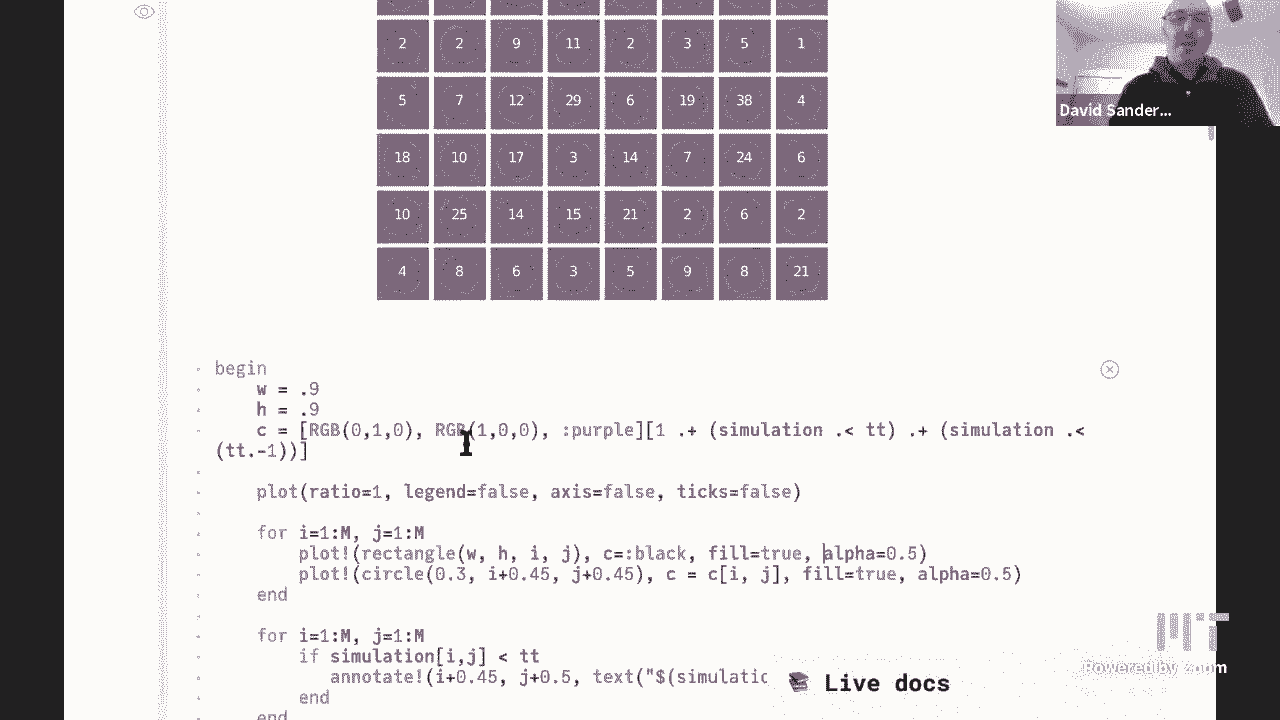 2 2 9 11 2 3 5 1
5 7 12 29 6 19 38 4
18 10 17 3 14 7 24 6
10 25 14 15 21 2 6 2
4 8 6 3 5 9 8 21
David Sander...
begin
w = .9
h = .9
c = [RGB(0,1,0), RGB(1,0,0), :purple][1 .+ (simulation .< tt) .+ (simulation .<
(tt.-1))]
plot(ratio=1, legend=false, axis=false, ticks=false)
for i=1:M, j=1:M
plot!(rectangle(w, h, i, j), c=:black, fill=true, alpha=0.5)
plot!(circle(0.3, i+0.45, j+0.45), c = c[i, j], fill=true, alpha=0.5)
end
for i=1:M, j=1:M
if simulation[i,j] < tt
annotate!(i+0.45, j+0.5, text("$(simulatio
end
end
Live docs
MIT
Powered by Zoom